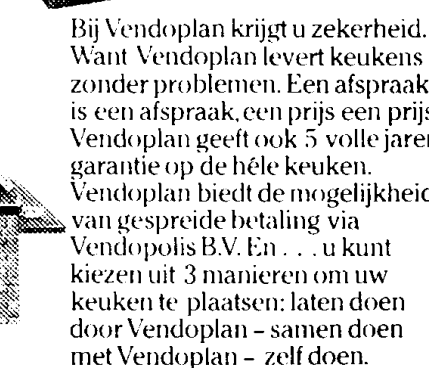 Bij Vendoplan krijgt u zekerheid.
Want Vendoplan levert keukens
zonder problemen. Een afspraak
is een afspraak, een prijs een prijs
Vendoplan geeft ook 5 volle jaren
garantie op de héle keuken.
Vendoplan biedt de mogelijkheid
van gespreide betaling via
Vendopolis B.V. En . . . u kunt
kiezen uit 3 manieren om uw
keuken te plaatsen: laten doen
door Vendoplan – samen doen
met Vendoplan – zelf doen.